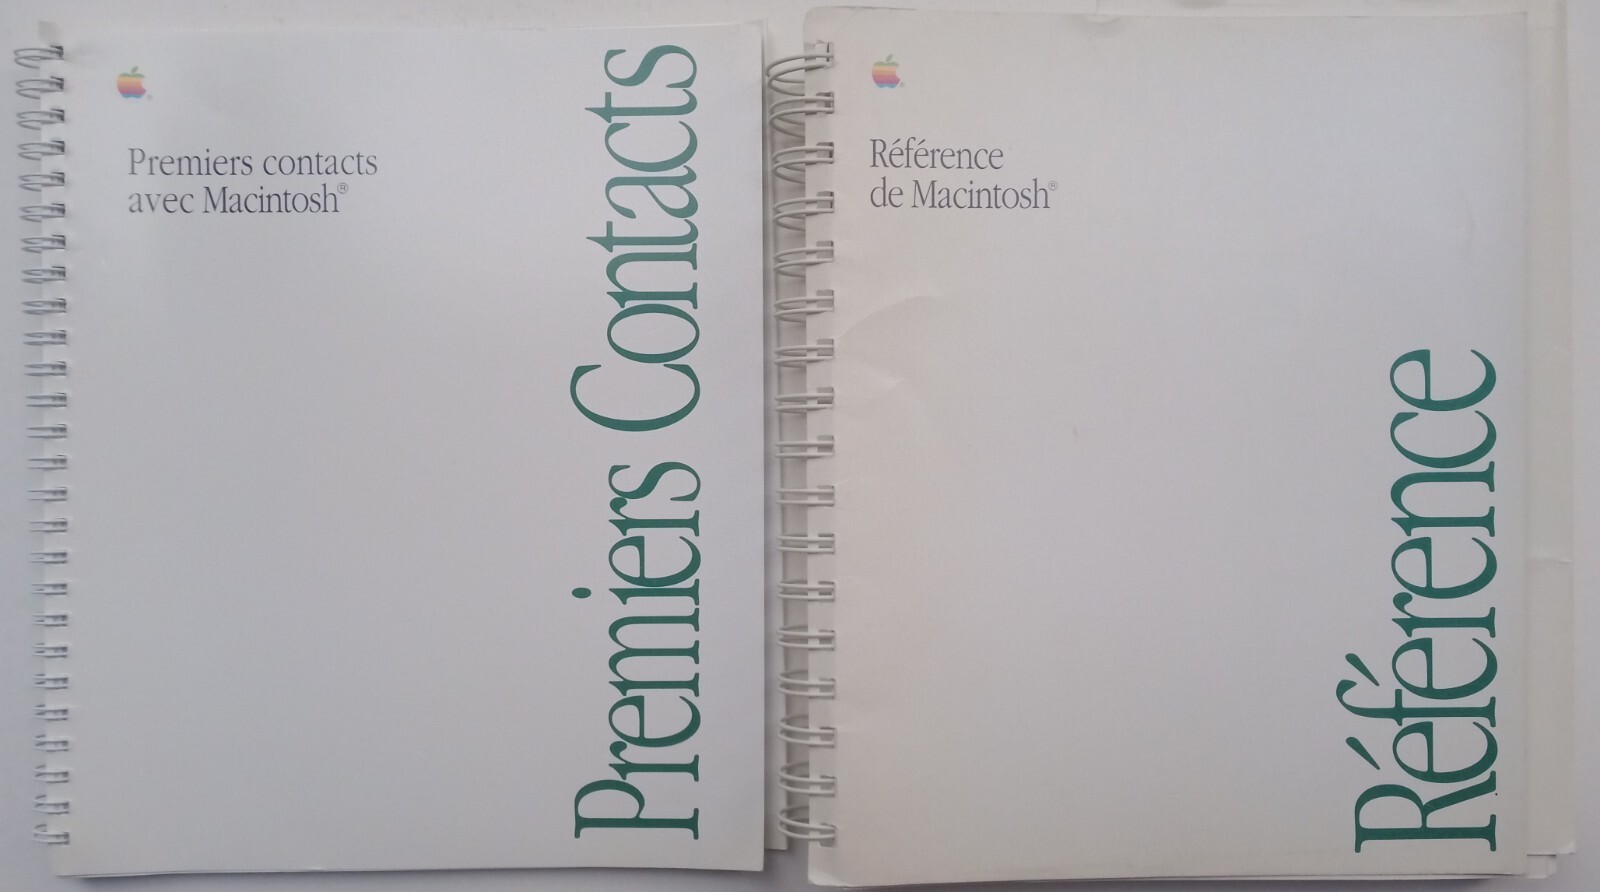 Premiers contacts
avec Macintosh®
Premiers Contacts
Référence
de Macintosh®
Référence